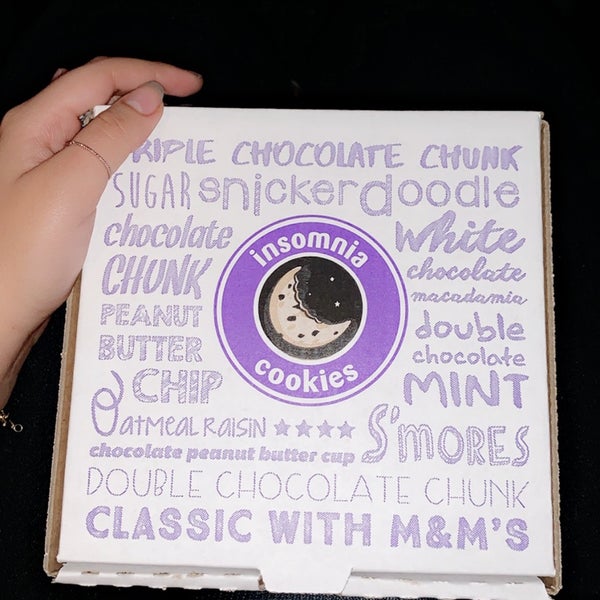 TRIPLE CHOCOLATE CHUNK
SUGAR snickerdoodle
chocolate
CHUNK
PEANUT
BUTTER
CHIP
insomnia
cookies
white
chocolate
macadamia
double
chocolate
MINT
Oatmeal Raisin ★★★★
S'mores
chocolate peanut butter cup
DOUBLE CHOCOLATE CHUNK
CLASSIC WITH M&M'S